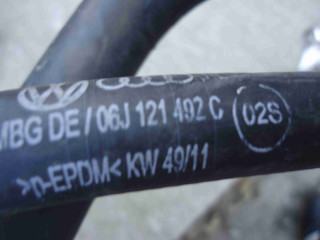 MBG DE / 06J 121 492 C 02S
>p-EPDM< KW 49/11